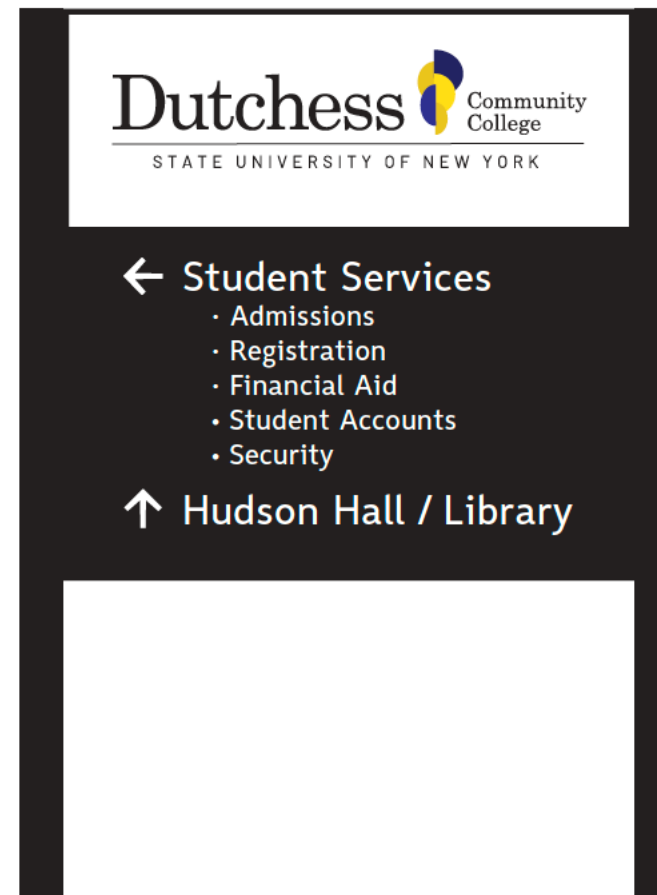 Dutchess Community College
STATE UNIVERSITY OF NEW YORK
← Student Services
· Admissions
· Registration
· Financial Aid
• Student Accounts
• Security
↑ Hudson Hall / Library